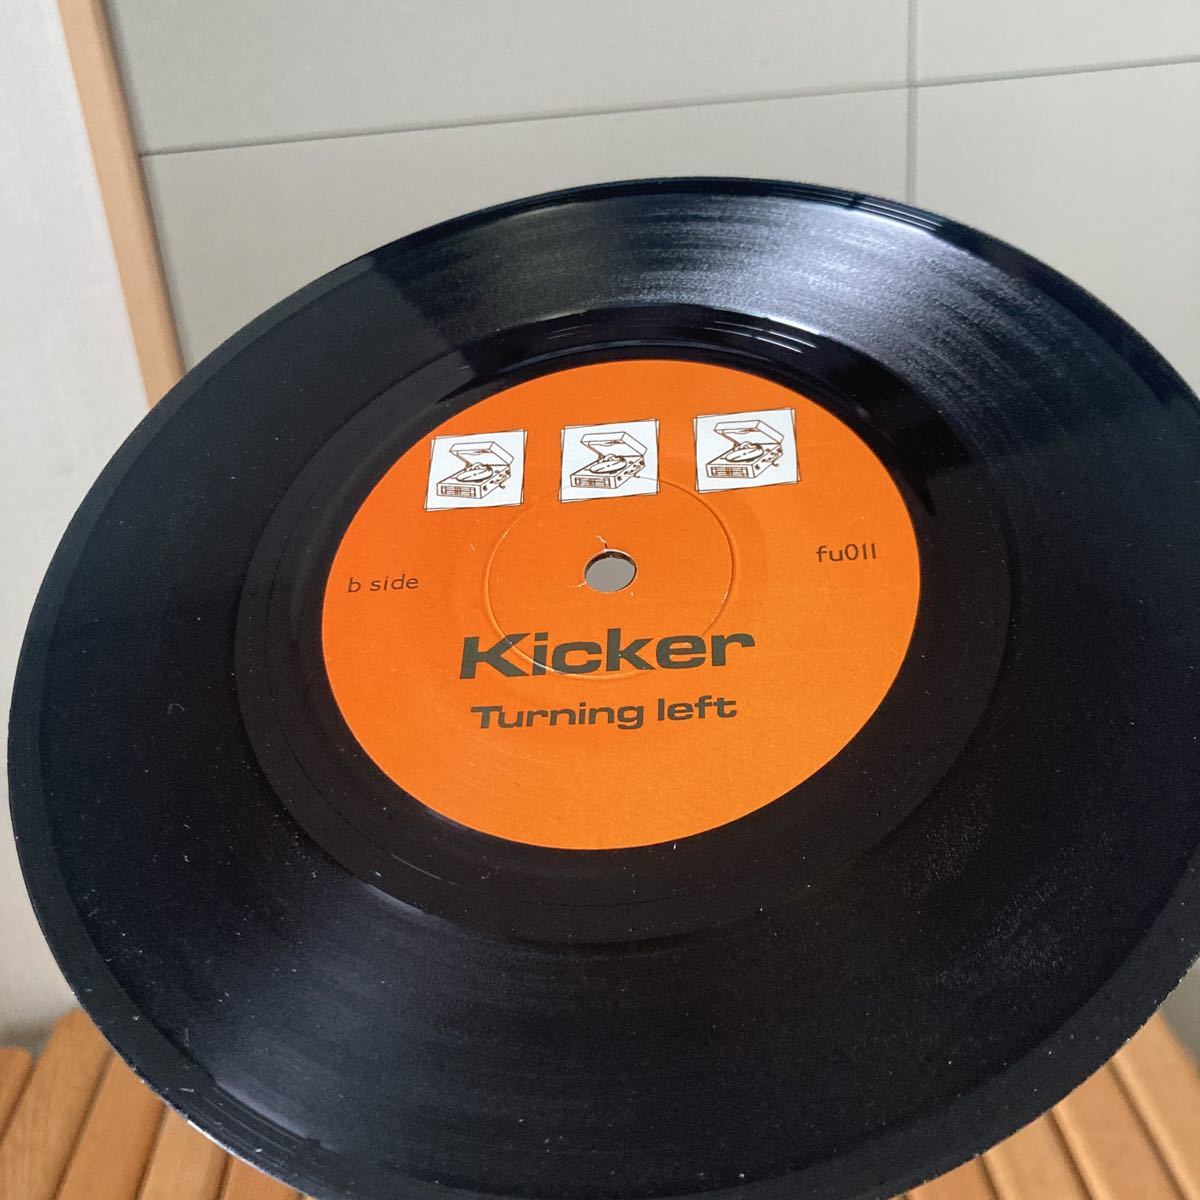 b side
fu011
Kicker
Turning left